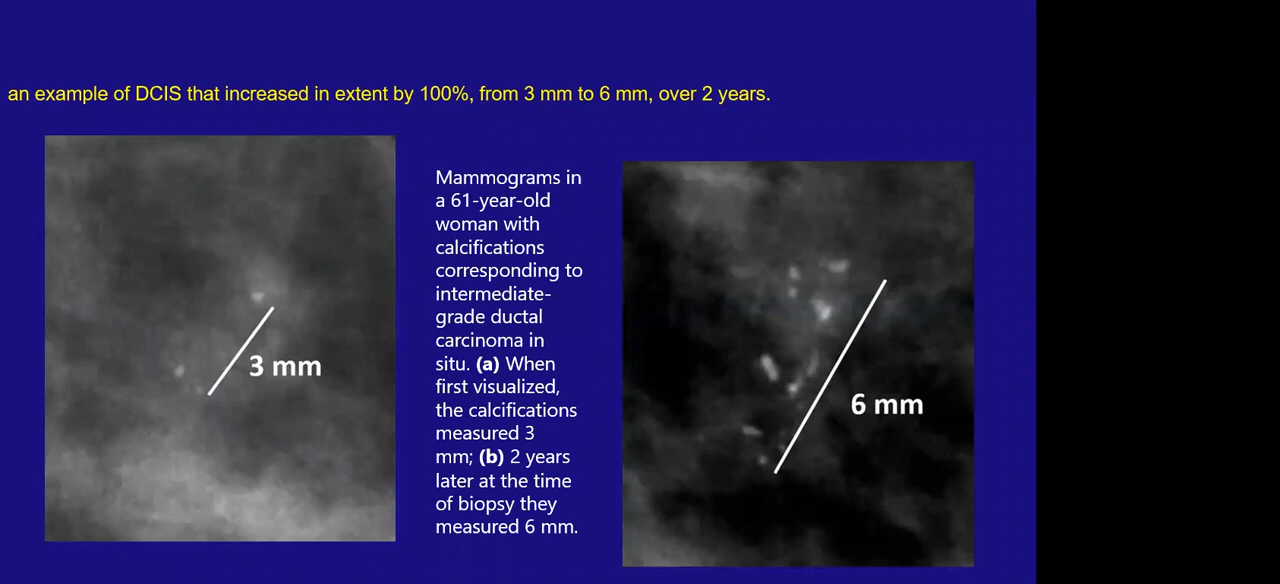 an example of DCIS that increased in extent by 100%, from 3 mm to 6 mm, over 2 years.
3 mm
Mammograms in
a 61-year-old
woman with
calcifications
corresponding to
intermediate-
grade ductal
carcinoma in
situ. (a) When
first visualized,
the calcifications
measured 3
mm; (b) 2 years
later at the time
of biopsy they
measured 6 mm.
6 mm